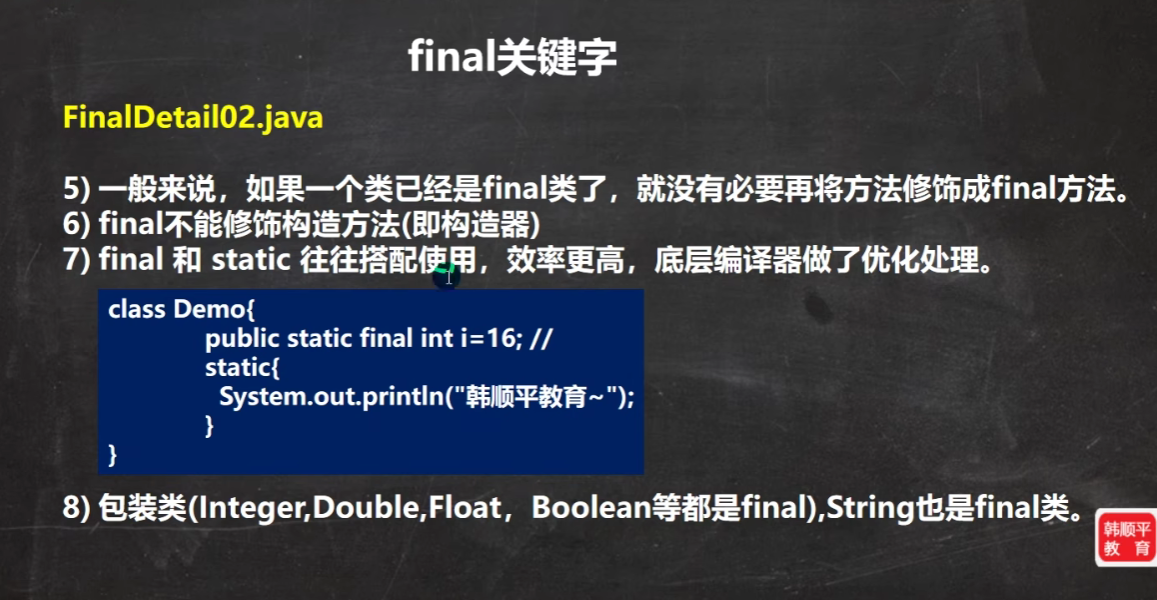 final关键字
FinalDetail02.java
5) 一般来说，如果一个类已经是final类了，就没有必要再将方法修饰成final方法。
6) final不能修饰构造方法(即构造器)
7) final 和 static 往往搭配使用，效率更高，底层编译器做了优化处理。
class Demo{
public static final int i=16; //
static{
System.out.println("韩顺平教育~");
}
}
8) 包装类(Integer,Double,Float，Boolean等都是final),String也是final类。
韩顺平
教 育